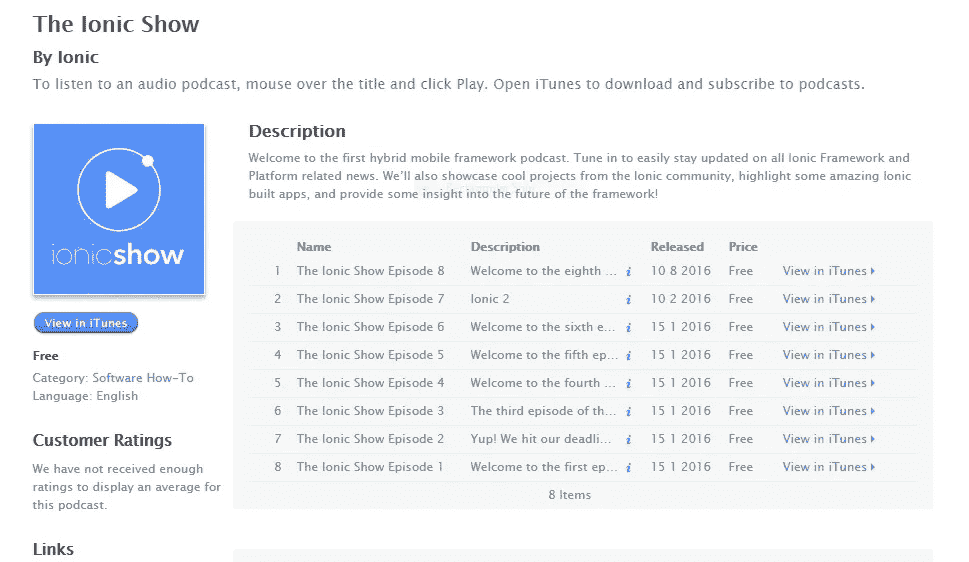 The Ionic Show
By Ionic
To listen to an audio podcast, mouse over the title and click Play. Open iTunes to download and subscribe to podcasts.
ionicshow
View in iTunes
Free
Category: Software How-To
Language: English
Customer Ratings
We have not received enough
ratings to display an average for
this podcast.
Links
Description
Welcome to the first hybrid mobile framework podcast. Tune in to easily stay updated on all Ionic Framework and
Platform related news. We'll also showcase cool projects from the Ionic community, highlight some amazing Ionic
built apps, and provide some insight into the future of the framework!
Name Description Released Price
1 The Ionic Show Episode 8 Welcome to the eighth ... i 10 8 2016 Free View in iTunes
2 The Ionic Show Episode 7 Ionic 2 i 10 2 2016 Free View in iTunes
3 The Ionic Show Episode 6 Welcome to the sixth e... i 15 1 2016 Free View in iTunes
4 The Ionic Show Episode 5 Welcome to the fifth ep... i 15 1 2016 Free View in iTunes
5 The Ionic Show Episode 4 Welcome to the fourth ... i 15 1 2016 Free View in iTunes
6 The Ionic Show Episode 3 The third episode of th... i 15 1 2016 Free View in iTunes
7 The Ionic Show Episode 2 Yup! We hit our deadli... i 15 1 2016 Free View in iTunes
8 The Ionic Show Episode 1 Welcome to the first ep... i 15 1 2016 Free View in iTunes
8 Items